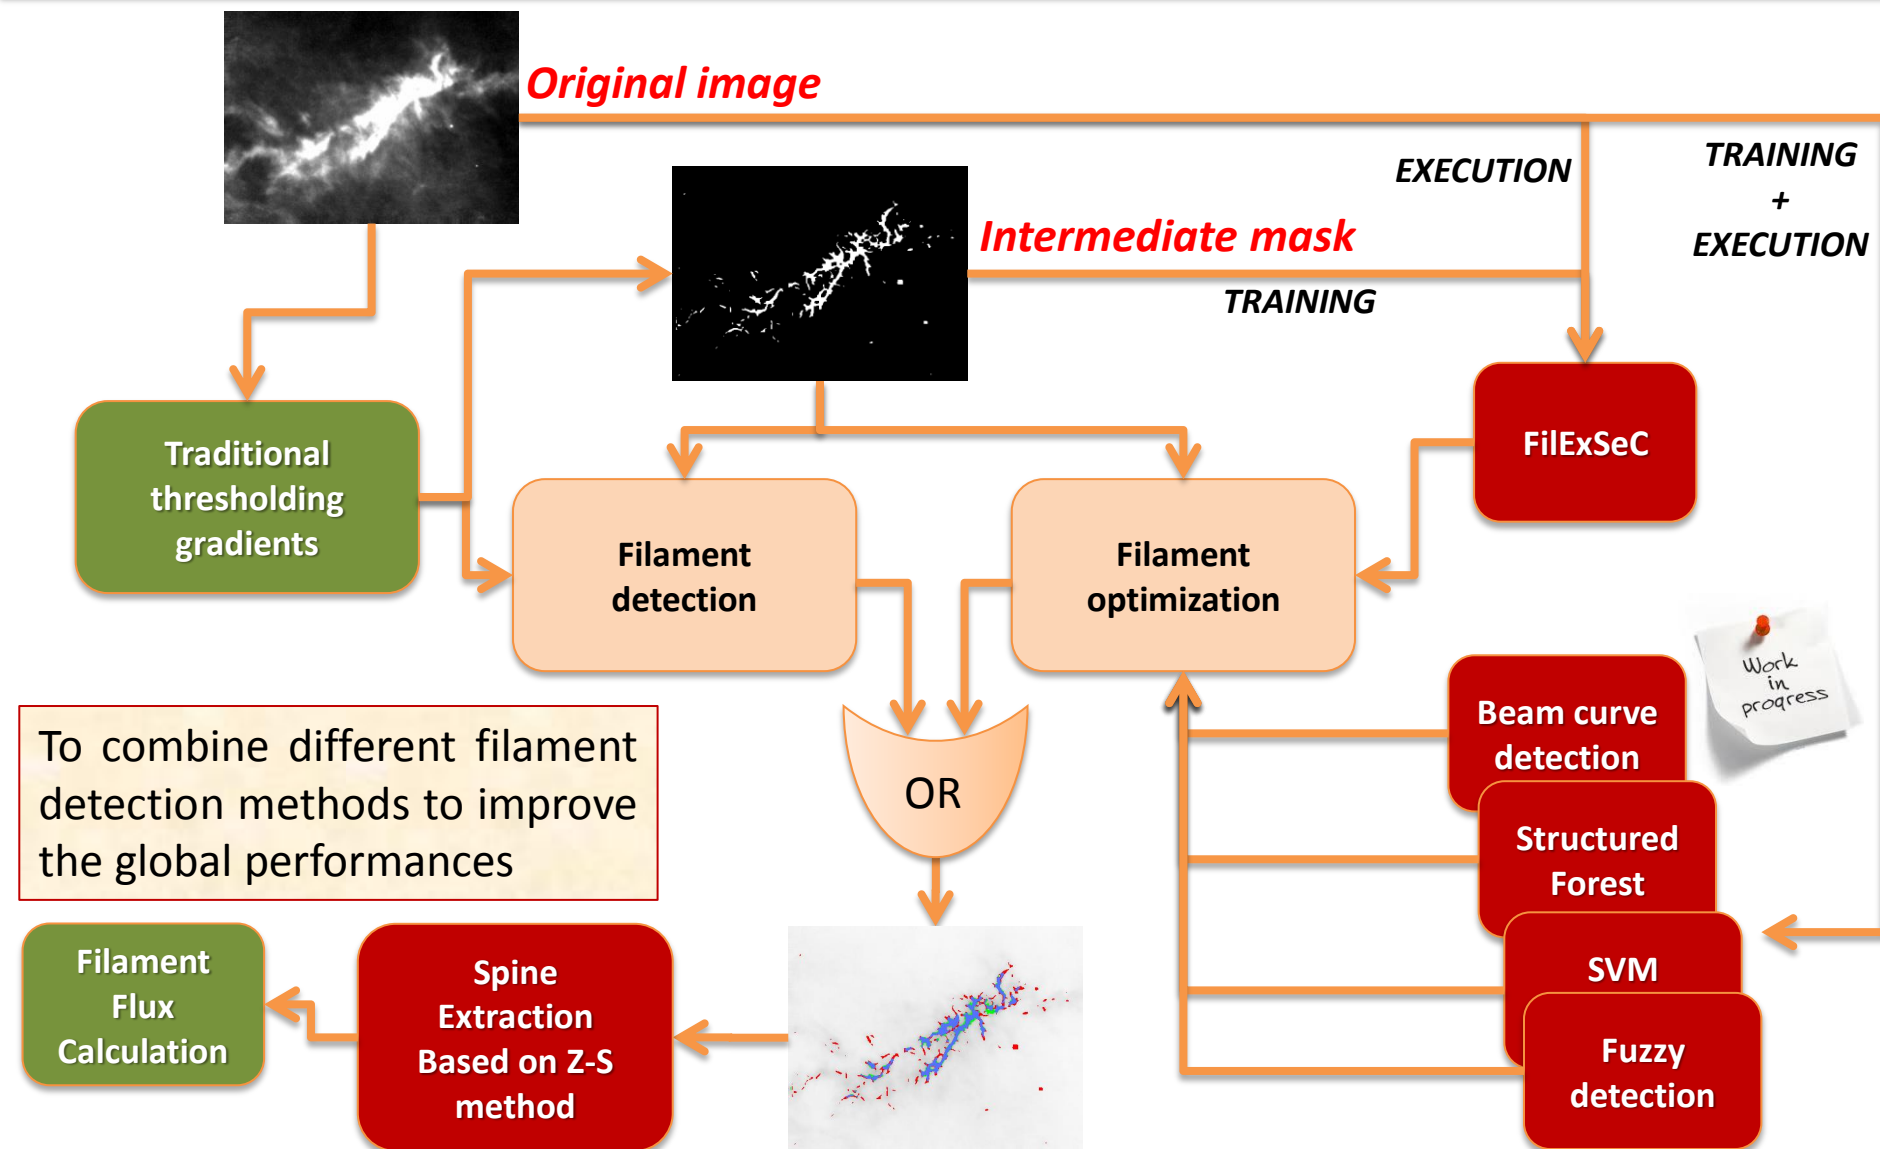 Original image
EXECUTION
TRAINING
+
EXECUTION
Intermediate mask
TRAINING
Traditional
thresholding
gradients
Filament
detection
Filament
optimization
FilExSeC
Work
in
progress
Beam curve
detection
Structured
Forest
SVM
Fuzzy
detection
OR
To combine different filament
detection methods to improve
the global performances
Filament
Flux
Calculation
Spine
Extraction
Based on Z-S
method